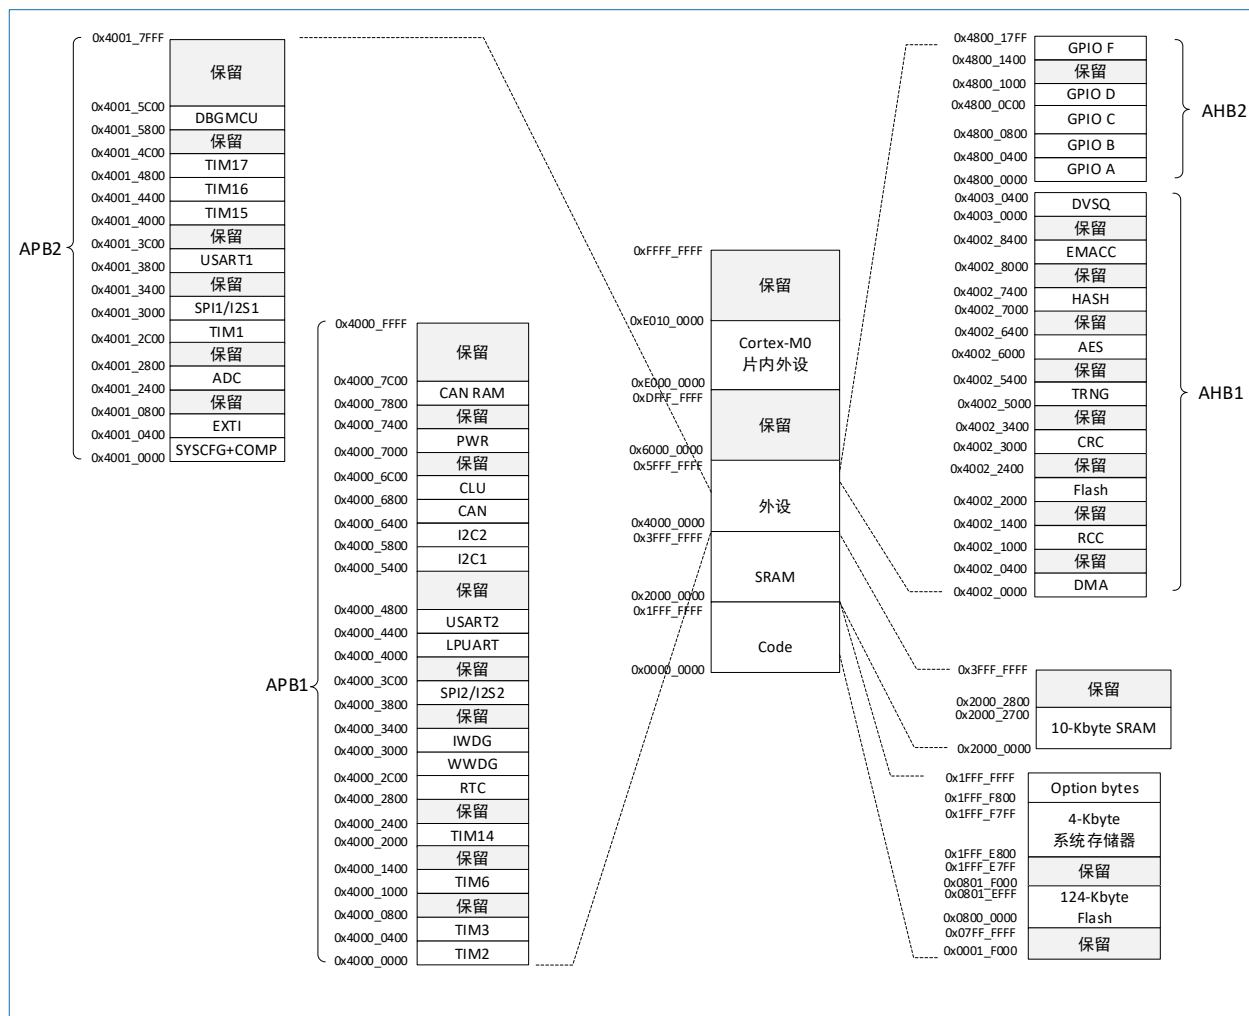 0x4001_7FFF
保留
0x4001_5C00
DBGMCU
0x4001_5800
保留
0x4001_4C00
TIM17
0x4001_4800
TIM16
0x4001_4400
TIM15
0x4001_4000
保留
0x4001_3C00
USART1
0x4001_3800
保留
0x4001_3400
SPI1/I2S1
0x4001_3000
TIM1
0x4001_2C00
保留
0x4001_2800
ADC
0x4001_2400
保留
0x4001_0800
EXTI
0x4001_0400
SYSCFG+COMP
0x4001_0000
APB2
0x4000_FFFF
保留
0x4000_7C00
CAN RAM
0x4000_7800
保留
0x4000_7400
PWR
0x4000_7000
保留
0x4000_6C00
CLU
0x4000_6800
CAN
0x4000_6400
I2C2
0x4000_5800
I2C1
0x4000_5400
保留
0x4000_4800
USART2
0x4000_4400
LPUART
0x4000_4000
保留
0x4000_3C00
SPI2/I2S2
0x4000_3800
保留
0x4000_3400
IWDG
0x4000_3000
WWDG
0x4000_2C00
RTC
0x4000_2800
保留
0x4000_2400
TIM14
0x4000_2000
保留
0x4000_1400
TIM6
0x4000_1000
保留
0x4000_0800
TIM3
0x4000_0400
TIM2
0x4000_0000
APB1
0xFFFF_FFFF
保留
0xE010_0000
Cortex-M0
片内外设
0xE000_0000
0xDFFF_FFFF
保留
0x6000_0000
0x5FFF_FFFF
外设
0x4000_0000
0x3FFF_FFFF
SRAM
0x2000_0000
0x1FFF_FFFF
Code
0x0000_0000
0x4800_17FF
GPIO F
0x4800_1400
保留
0x4800_1000
GPIO D
0x4800_0C00
GPIO C
0x4800_0800
GPIO B
0x4800_0400
GPIO A
0x4800_0000
AHB2
0x4003_0400
DVSQ
0x4003_0000
保留
0x4002_8400
EMACC
0x4002_8000
保留
0x4002_7400
HASH
0x4002_7000
保留
0x4002_6400
AES
0x4002_6000
保留
0x4002_5400
TRNG
0x4002_5000
保留
0x4002_3400
CRC
0x4002_3000
保留
0x4002_2400
Flash
0x4002_2000
保留
0x4002_1400
RCC
0x4002_1000
保留
0x4002_0400
DMA
0x4002_0000
AHB1
0x3FFF_FFFF
保留
0x2000_2800
0x2000_2700
10-Kbyte SRAM
0x2000_0000
0x1FFF_FFFF
Option bytes
0x1FFF_F800
0x1FFF_F7FF
4-Kbyte
系统存储器
0x1FFF_E800
0x1FFF_E7FF
保留
0x0801_F000
0x0801_EFFF
124-Kbyte
Flash
0x0800_0000
0x07FF_FFFF
保留
0x0001_F000